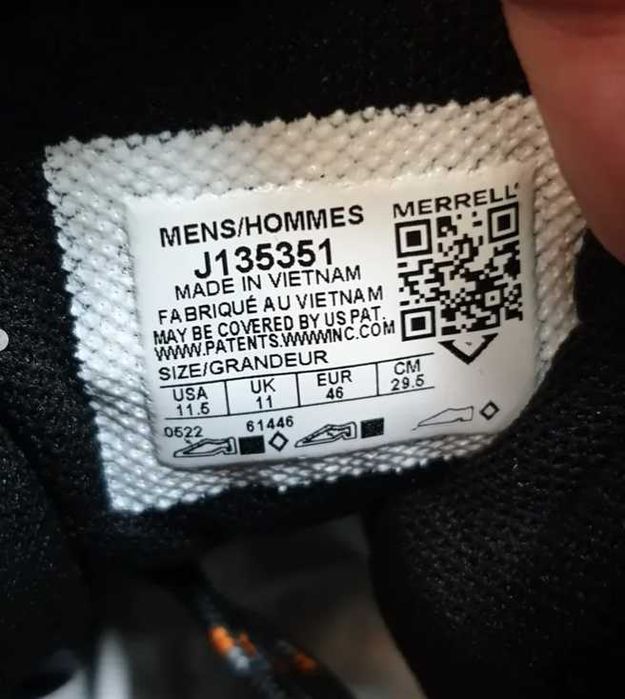 MENS/HOMMES
J135351
MADE IN VIETNAM
FABRIQUÉ AU VIETNAM
MAY BE COVERED BY US PAT.
WWW.PATENTS.WWWINC.COM
SIZE/GRANDEUR
USA UK EUR CM
11.5 11 46 29.5
0522 61446
MERRELL